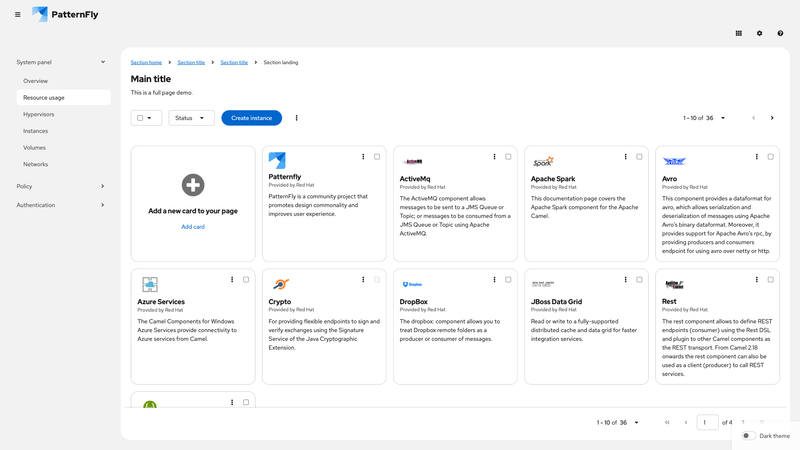 PatternFly
System panel
Overview
Resource usage
Hypervisors
Instances
Volumes
Networks
Policy
Authentication
Section home
Section title
Section title
Section landing
Main title
This is a full page demo.
Status
Create instance
1 - 10 of 36
Add a new card to your page
Add card
Patternfly
Provided by Red Hat
PatternFly is a community project that
promotes design commonality and
improves user experience.
ActiveMQ
ActiveMq
Provided by Red Hat
The ActiveMQ component allows
messages to be sent to a JMS Queue or
Topic; or messages to be consumed from a
JMS Queue or Topic using Apache
ActiveMQ.
Spark
Apache Spark
Provided by Red Hat
This documentation page covers the
Apache Spark component for the Apache
Camel.
Avro
Provided by Red Hat
This component provides a dataformat for
avro, which allows serialization and
deserialization of messages using Apache
Avro's binary dataformat. Moreover, it
provides support for Apache Avro's rpc, by
providing producers and consumers
endpoint for using avro over netty or http.
Azure Services
Provided by Red Hat
The Camel Components for Windows
Azure Services provide connectivity to
Azure services from Camel.
Crypto
Provided by Red Hat
For providing flexible endpoints to sign and
verify exchanges using the Signature
Service of the Java Cryptographic
Extension.
Dropbox
DropBox
Provided by Red Hat
The dropbox: component allows you to
treat Dropbox remote folders as a
producer or consumer of messages.
JBoss Data Grid
Provided by Red Hat
Read or write to a fully-supported
distributed cache and data grid for faster
integration services.
Rest
Provided by Red Hat
The rest component allows to define REST
endpoints (consumer) using the Rest DSL
and plugin to other Camel components as
the REST transport. From Camel 2.18
onwards the rest component can also be
used as a client (producer) to call REST
services.
1 - 10 of 36
1
of 4
Dark theme